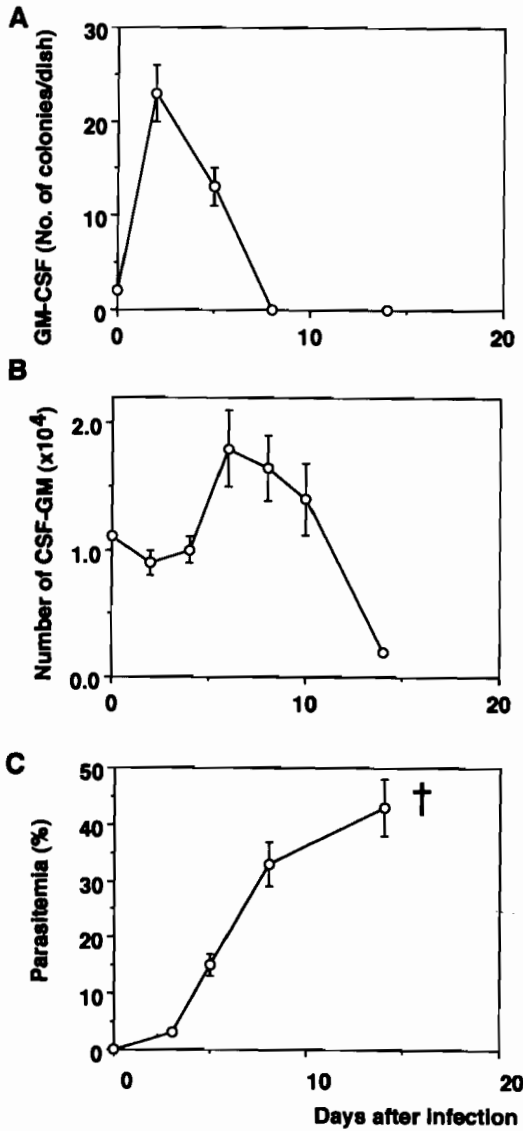 A
30
20
10
0
GM-CSF (No. of colonies/dish)
0 10 20
B
2.0
1.0
0.0
Number of CSF-GM (x10⁴)
0 10 20
C
50
40
30
20
10
0
Parasitemia (%)
†
0 10 20
Days after infection